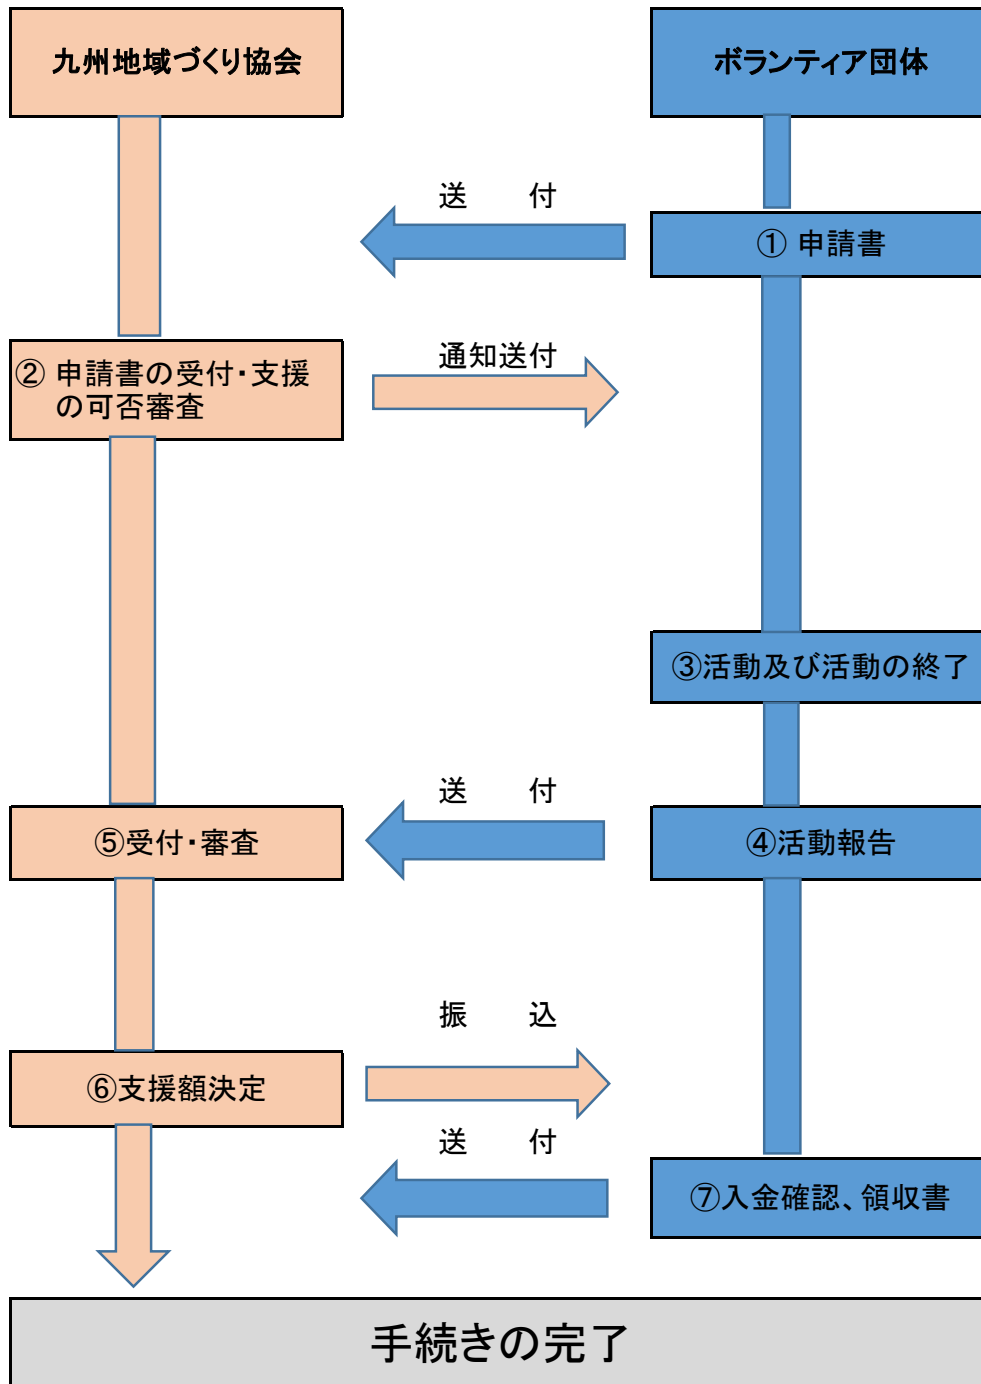 九州地域づくり協会
ボランティア団体
送　　付
① 申請書
② 申請書の受付・支援
の可否審査
通知送付
③活動及び活動の終了
送　　付
⑤受付・審査
④活動報告
振　　込
⑥支援額決定
送　　付
⑦入金確認、領収書
手続きの完了